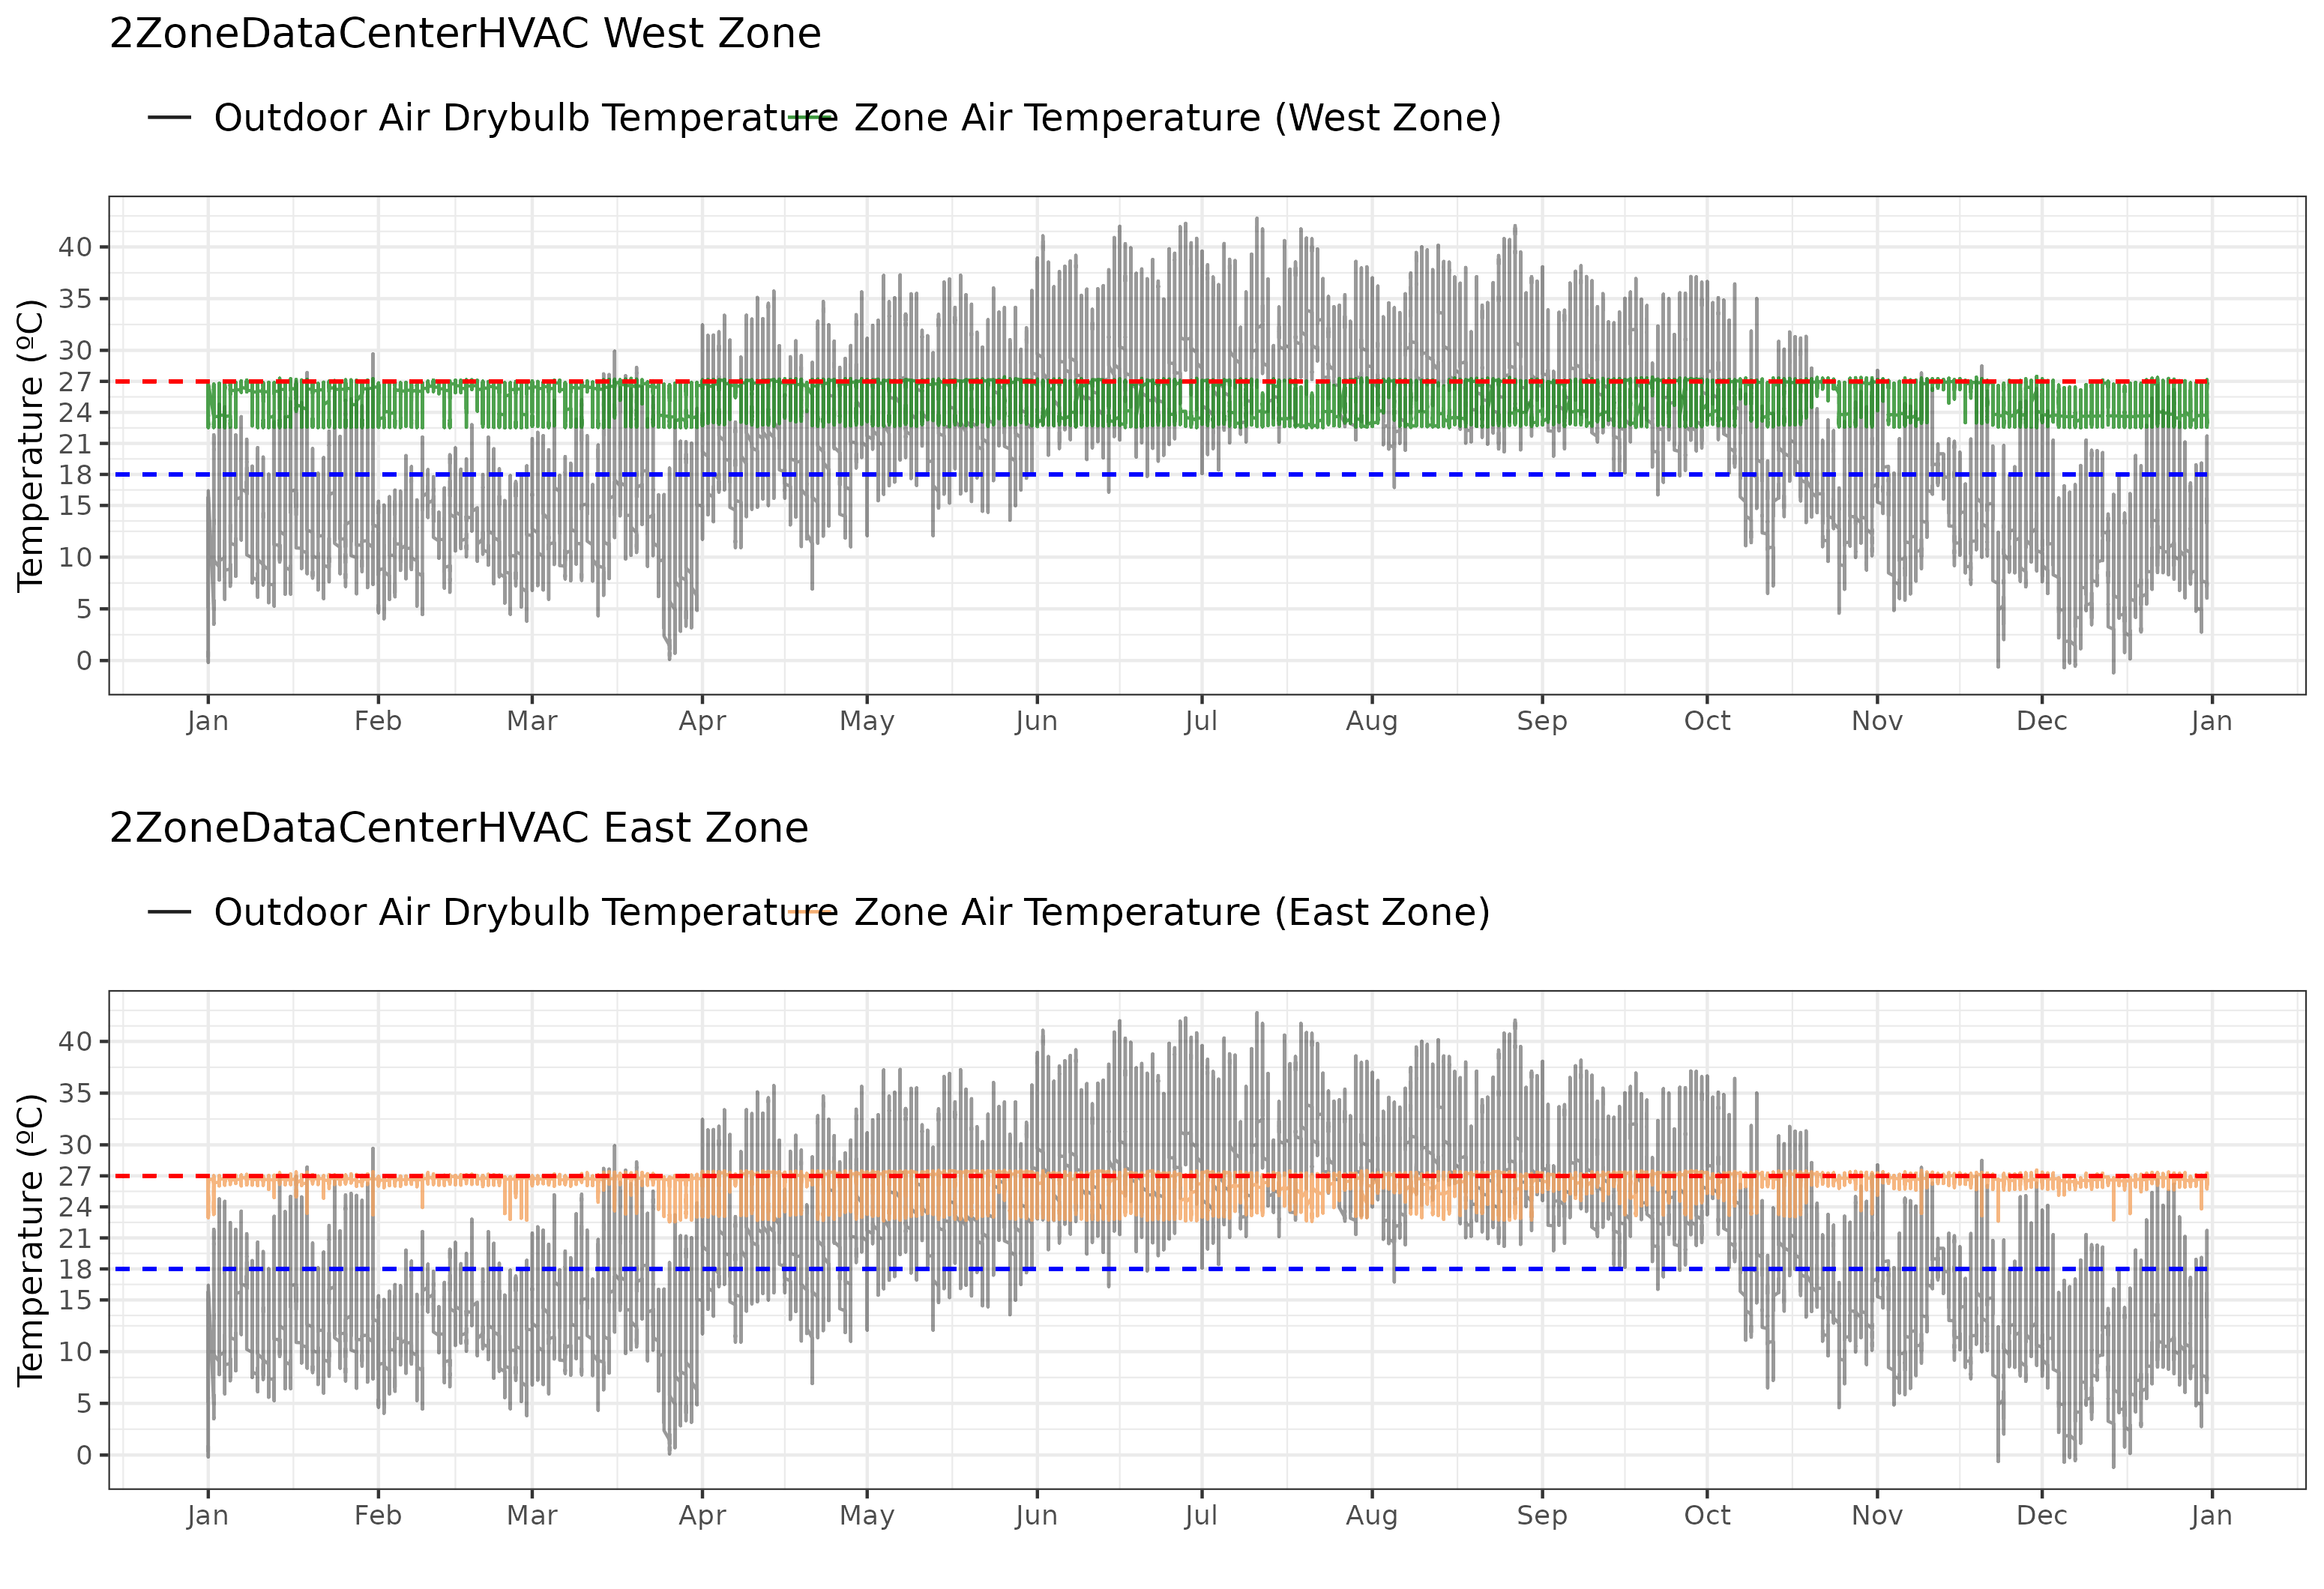 2ZoneDataCenterHVAC West Zone
Outdoor Air Drybulb Temperature Zone Air Temperature (West Zone)
Temperature (ºC)
40
35
30
27
24
21
18
15
10
5
0
Jan Feb Mar Apr May Jun Jul Aug Sep Oct Nov Dec Jan
2ZoneDataCenterHVAC East Zone
Outdoor Air Drybulb Temperature Zone Air Temperature (East Zone)
Temperature (ºC)
40
35
30
27
24
21
18
15
10
5
0
Jan Feb Mar Apr May Jun Jul Aug Sep Oct Nov Dec Jan